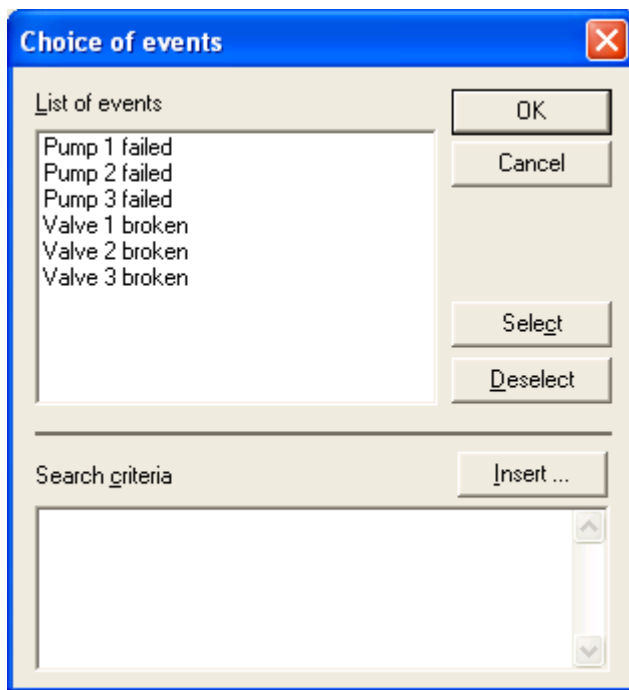 Choice of events
List of events
OK
Pump 1 failed
Pump 2 failed
Pump 3 failed
Valve 1 broken
Valve 2 broken
Valve 3 broken
Cancel
Select
Deselect
Search criteria
Insert ...